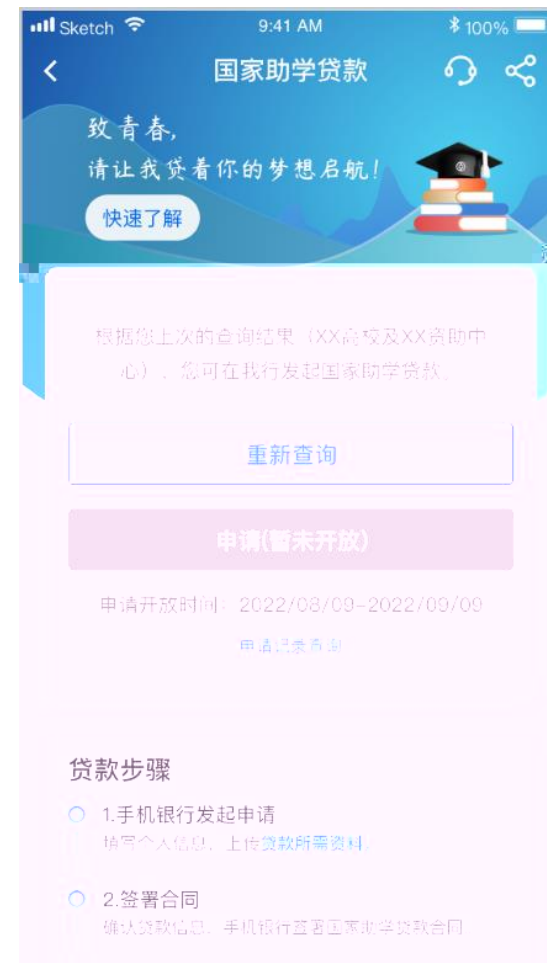 Sketch 9:41 AM 100%
国家助学贷款
致青春,
请让我贷着你的梦想启航!
快速了解
根据您上次的查询结果（XX高校及XX资助中
心），您可在我行发起国家助学贷款。
重新查询
申请(暂未开放)
申请开放时间：2022/08/09-2022/09/09
申请记录查询
贷款步骤
1.手机银行发起申请
填写个人信息、上传贷款所需资料
2.签署合同
确认贷款信息、手机银行签署国家助学贷款合同